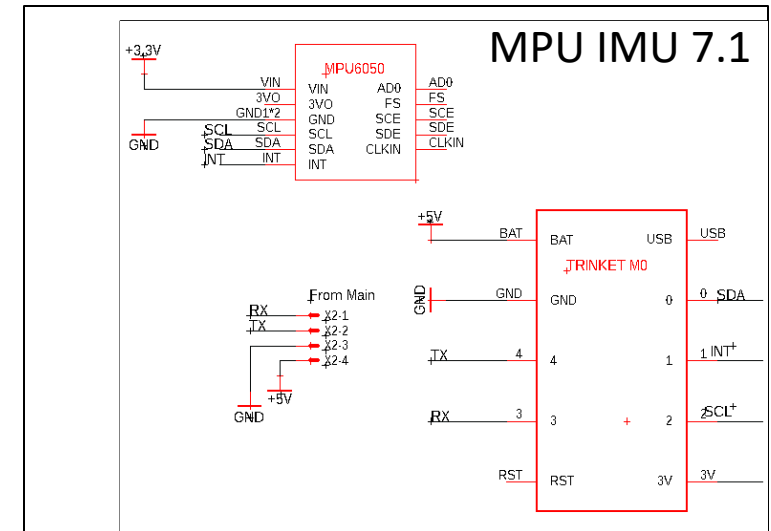 MPU IMU 7.1
+3.3V
MPU6050
VIN VIN AD0 AD0
3VO 3VO FS FS
GND1*2 GND SCE SCE
GND
SCL SCL SCL SDE SDE
SDA SDA SDA CLKIN CLKIN
INT INT INT
+5V
BAT BAT USB USB
TRINKET M0
GND GND GND 0 0 SDA
From Main
RX X2-1
TX X2-2
X2-3
X2-4
+5V
GND
TX 4 4 1 1 INT
RX 3 3 2 2 SCL
RST RST 3V 3V